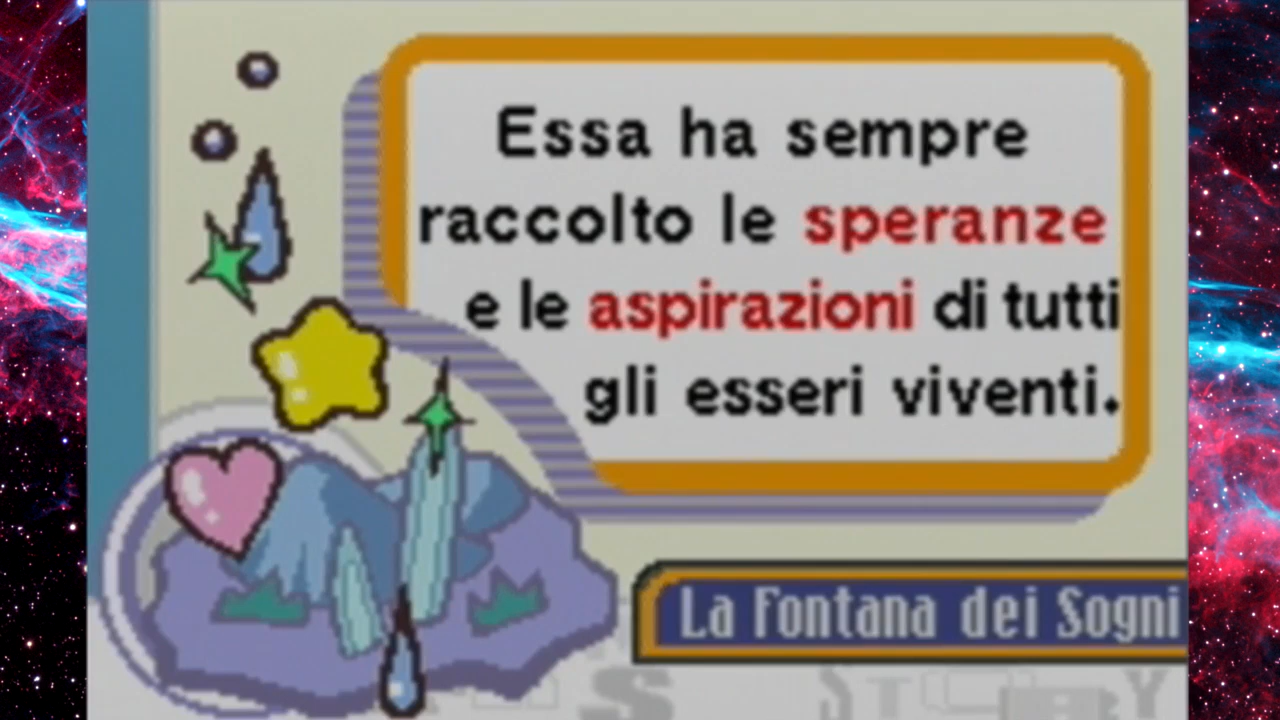 Essa ha sempre
raccolto le speranze
e le aspirazioni di tutti
gli esseri viventi.
La Fontana dei Sogni